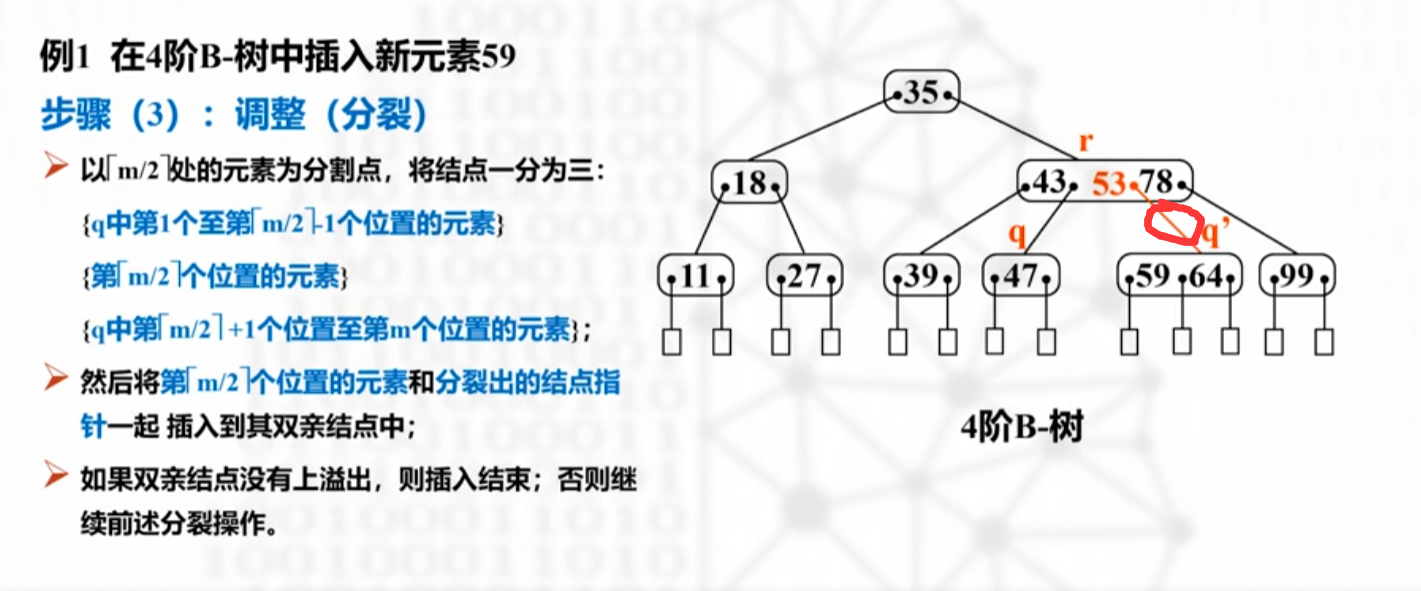 例1 在4阶B-树中插入新元素59
步骤（3）：调整（分裂）
以⌈m/2⌉处的元素为分割点，将结点一分为三：
{q中第1个至第⌈m/2⌉-1个位置的元素}
{第⌈m/2⌉个位置的元素}
{q中第⌈m/2⌉+1个位置至第m个位置的元素}；
然后将第⌈m/2⌉个位置的元素和分裂出的结点指
针一起 插入到其双亲结点中；
如果双亲结点没有上溢出，则插入结束；否则继
续前述分裂操作。
35
r
18 43 53 78
q q’
11 27 39 47 59 64 99
4阶B-树